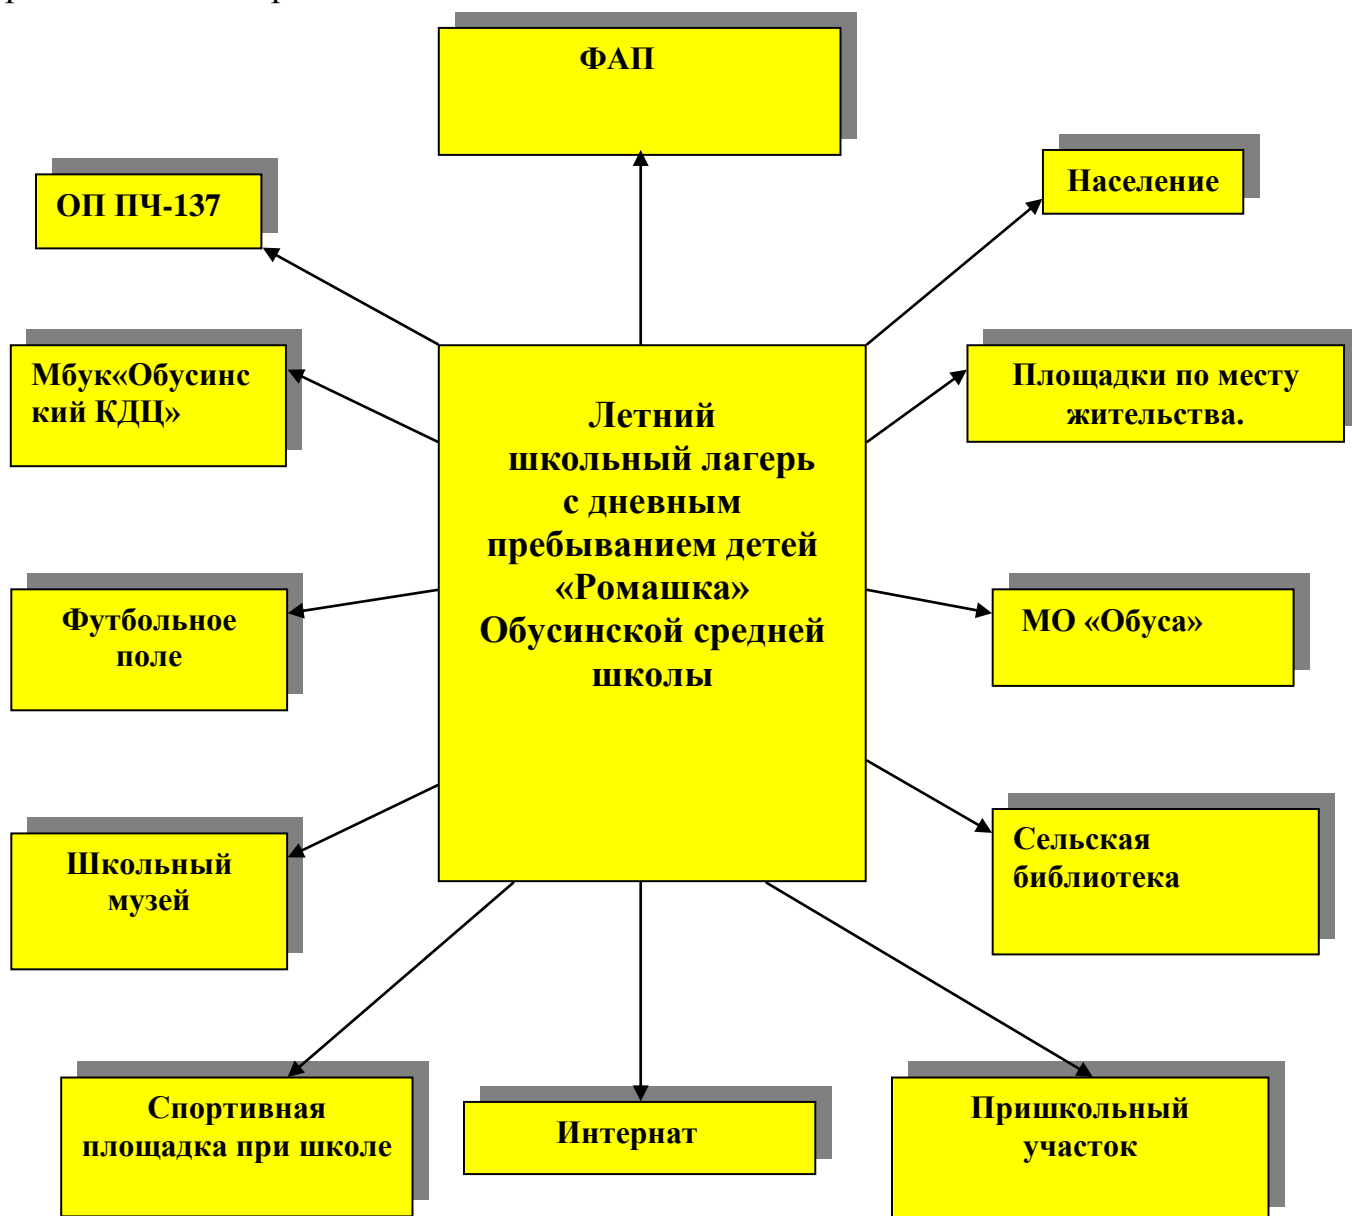 ФАП
Население
ОП ПЧ-137
Мбук«Обусинс
кий КДЦ»
Площадки по месту
жительства.
Летний
школьный лагерь
с дневным
пребыванием детей
«Ромашка»
Обусинской средней
школы
Футбольное
поле
МО «Обуса»
Школьный
музей
Сельская
библиотека
Спортивная
площадка при школе
Интернат
Пришкольный
участок